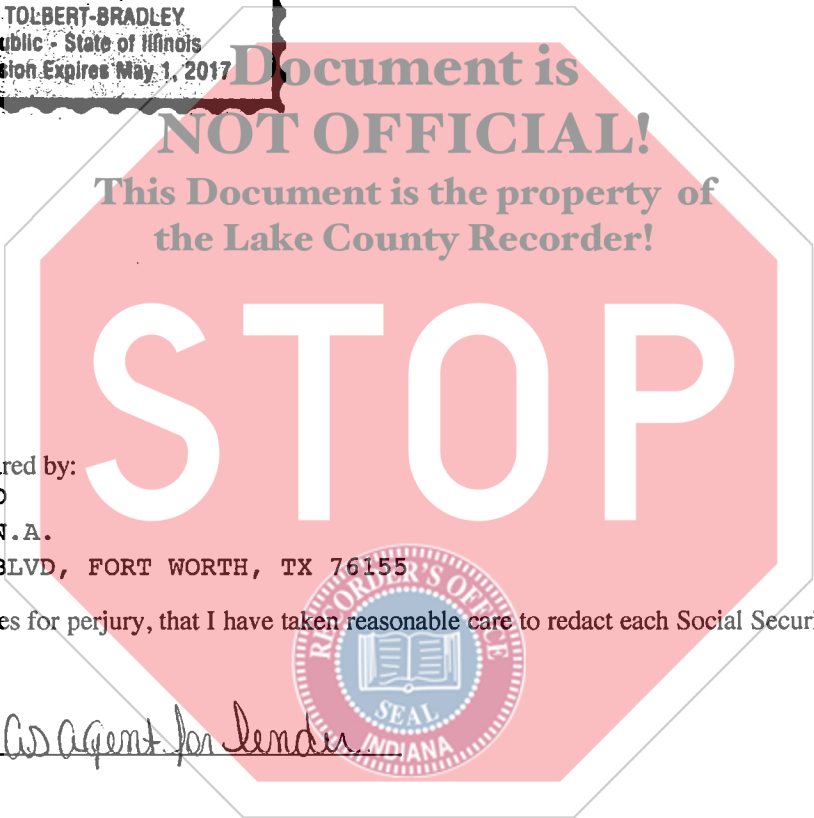 TOLBERT-BRADLEY
ublic - State of Illinois
sion Expires May 1, 2017
Document is
NOT OFFICIAL!
This Document is the property of
the Lake County Recorder!
STOP
red by:
N.A.
BLVD, FORT WORTH, TX 76155
RECORDER'S OFFICE
es for perjury, that I have taken reasonable care to redact each Social Securi
SEAL
INDIANA
as agent for lender